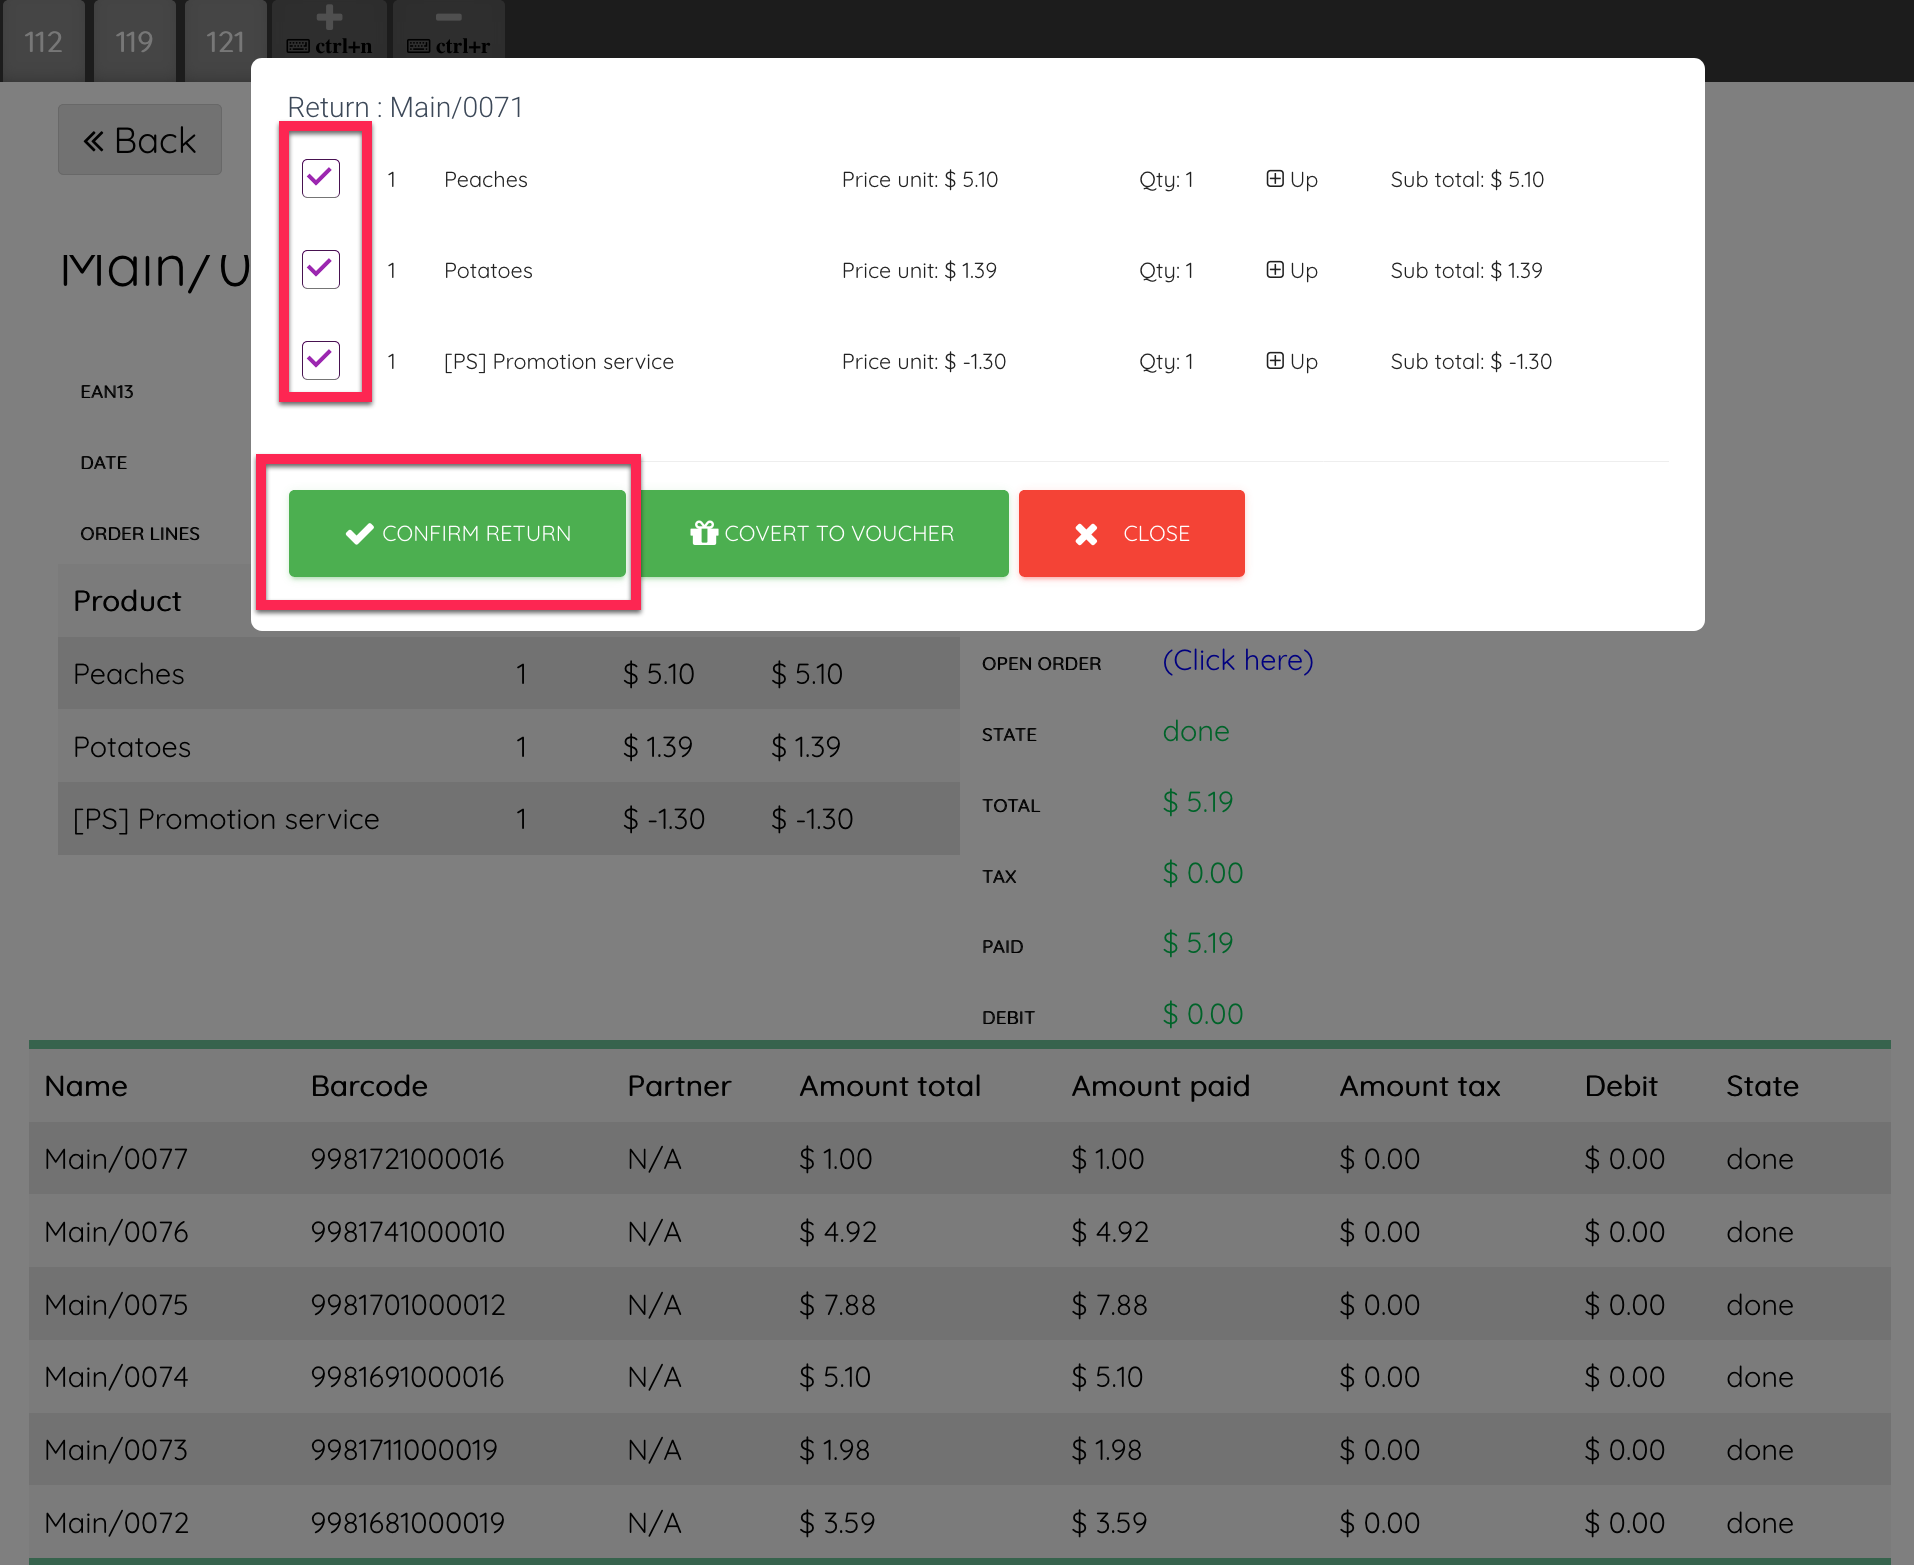 112 119 121 ctrl+n ctrl+r
Return : Main/0071
Back
1 Peaches Price unit: $ 5.10 Qty: 1 Up Sub total: $ 5.10
1 Potatoes Price unit: $ 1.39 Qty: 1 Up Sub total: $ 1.39
Main/0
1 [PS] Promotion service Price unit: $ -1.30 Qty: 1 Up Sub total: $ -1.30
EAN13
DATE
ORDER LINES
CONFIRM RETURN COVERT TO VOUCHER CLOSE
Product
Peaches 1 $ 5.10 $ 5.10
Potatoes 1 $ 1.39 $ 1.39
[PS] Promotion service 1 $ -1.30 $ -1.30
OPEN ORDER (Click here)
STATE done
TOTAL $ 5.19
TAX $ 0.00
PAID $ 5.19
DEBIT $ 0.00
Name Barcode Partner Amount total Amount paid Amount tax Debit State
Main/0077 9981721000016 N/A $ 1.00 $ 1.00 $ 0.00 $ 0.00 done
Main/0076 9981741000010 N/A $ 4.92 $ 4.92 $ 0.00 $ 0.00 done
Main/0075 9981701000012 N/A $ 7.88 $ 7.88 $ 0.00 $ 0.00 done
Main/0074 9981691000016 N/A $ 5.10 $ 5.10 $ 0.00 $ 0.00 done
Main/0073 9981711000019 N/A $ 1.98 $ 1.98 $ 0.00 $ 0.00 done
Main/0072 9981681000019 N/A $ 3.59 $ 3.59 $ 0.00 $ 0.00 done